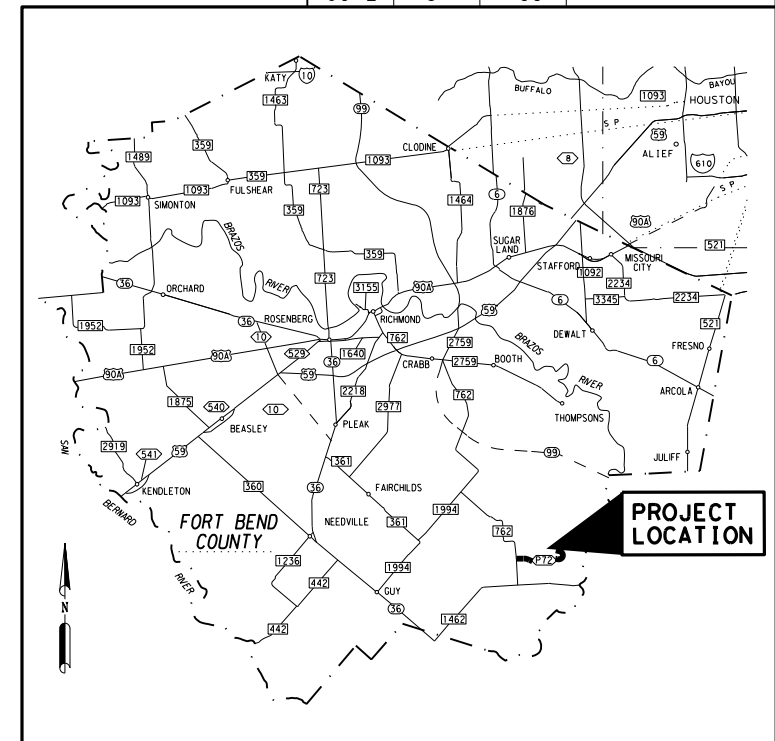 KATY
10
1463
BUFFALO
BAYOU
1093
HOUSTON
99
S P
59
359
CLODINE
8
ALIEF
610
1489
1093
359
FULSHEAR
1093
723
1464
6
S P
1093
SIMONTON
359
1876
90A
BRAZOS
359
SUGAR
LAND
521
STAFFORD
MISSOURI
CITY
1092
36
ORCHARD
RIVER
723
3155
90A
2234
3345
2234
ROSENBERG
RICHMOND
59
6
1952
36
762
BRAZOS
DEWALT
521
1952
10
2759
FRESNO
90A
90A
529
1640
36
CRABB
2759
BOOTH
6
59
RIVER
ARCOLA
1875
2218
762
540
2977
THOMPSONS
10
BEASLEY
PLEAK
SAN
2919
541
59
99
JULIFF
361
KENDLETON
360
36
FAIRCHILDS
BERNARD
1994
PROJECT
LOCATION
FORT BEND
COUNTY
NEEDVILLE
361
762
RIVER
P72
1236
1994
N
442
GUY
36
1462
442